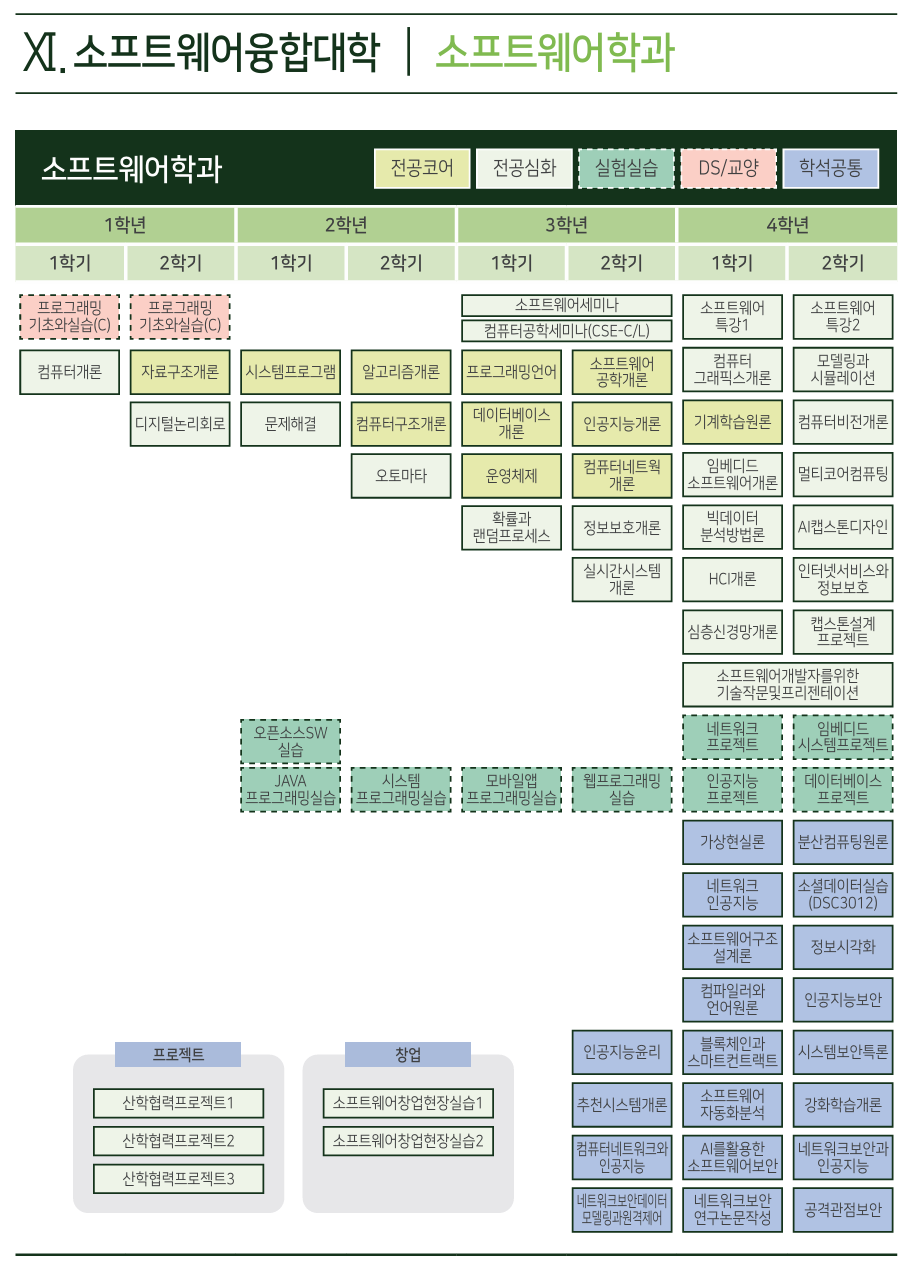 XI. 소프트웨어융합대학 | 소프트웨어학과
소프트웨어학과
전공코어
전공심화
실험실습
DS/교양
학석공통
1학년
2학년
3학년
4학년
1학기
2학기
1학기
2학기
1학기
2학기
1학기
2학기
프로그래밍
기초와실습(C)
프로그래밍
기초와실습(C)
소프트웨어세미나
컴퓨터공학세미나(CSE-C/L)
소프트웨어
특강1
소프트웨어
특강2
컴퓨터개론
자료구조개론
시스템프로그램
알고리즘개론
프로그래밍언어
소프트웨어
공학개론
컴퓨터
그래픽스개론
모델링과
시뮬레이션
디지털논리회로
문제해결
컴퓨터구조개론
데이터베이스
개론
인공지능개론
기계학습원론
컴퓨터비전개론
오토마타
운영체제
컴퓨터네트웍
개론
임베디드
소프트웨어개론
멀티코어컴퓨팅
확률과
랜덤프로세스
정보보호개론
빅데이터
분석방법론
AI캡스톤디자인
실시간시스템
개론
HCI개론
인터넷서비스와
정보보호
심층신경망개론
캡스톤설계
프로젝트
소프트웨어개발자를위한
기술작문및프리젠테이션
오픈소스SW
실습
네트워크
프로젝트
임베디드
시스템프로젝트
JAVA
프로그래밍실습
시스템
프로그래밍실습
모바일앱
프로그래밍실습
웹프로그래밍
실습
인공지능
프로젝트
데이터베이스
프로젝트
가상현실론
분산컴퓨팅원론
네트워크
인공지능
소셜데이터실습
(DSC3012)
소프트웨어구조
설계론
정보시각화
컴파일러와
언어원론
인공지능보안
인공지능윤리
블록체인과
스마트컨트랙트
시스템보안특론
추천시스템개론
소프트웨어
자동화분석
강화학습개론
컴퓨터네트워크와
인공지능
AI를활용한
소프트웨어보안
네트워크보안과
인공지능
네트워크보안데이터
모델링과원격제어
네트워크보안
연구논문작성
공격관점보안
프로젝트
산학협력프로젝트1
산학협력프로젝트2
산학협력프로젝트3
창업
소프트웨어창업현장실습1
소프트웨어창업현장실습2